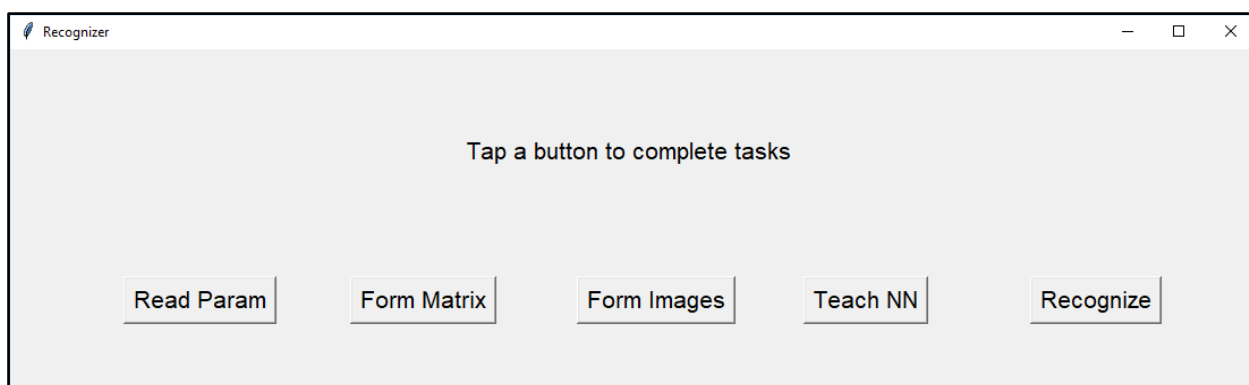 Recognizer
Tap a button to complete tasks
Read Param Form Matrix Form Images Teach NN Recognize